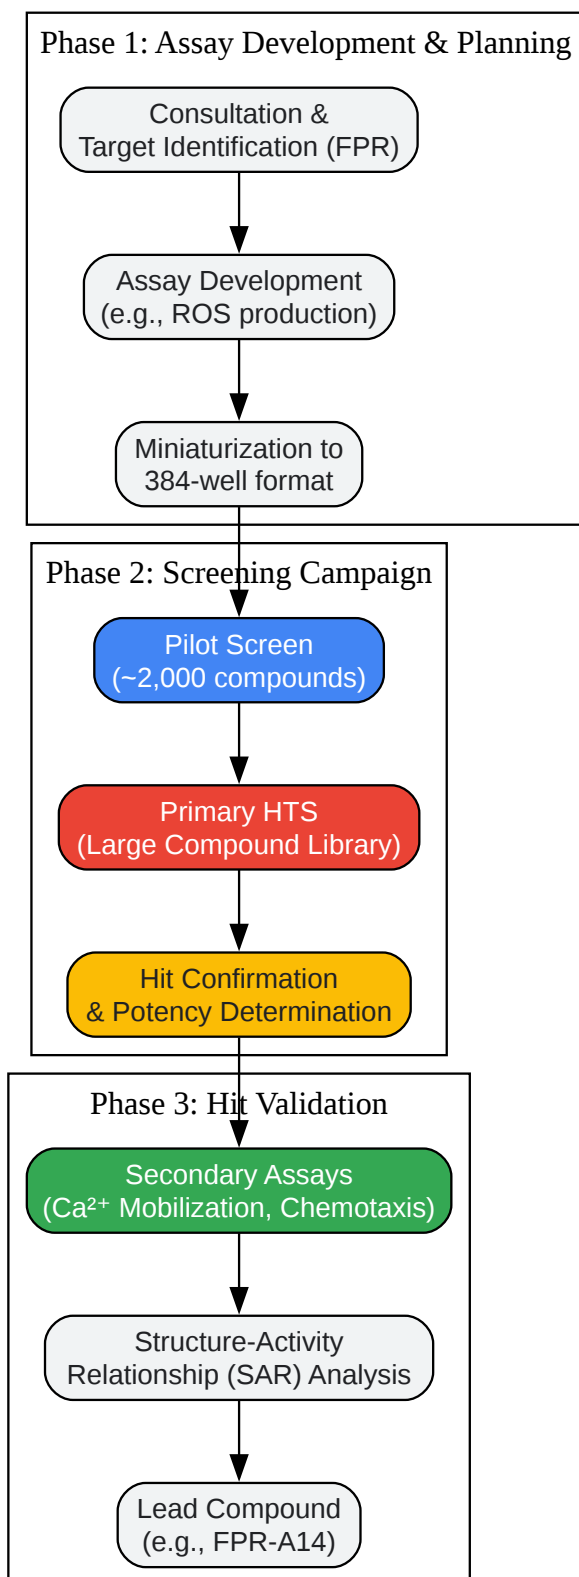 Phase 1: Assay Development & Planning
Consultation &
Target Identification (FPR)
Assay Development
(e.g., ROS production)
Miniaturization to
384-well format
Phase 2: Screening Campaign
Pilot Screen
(~2,000 compounds)
Primary HTS
(Large Compound Library)
Hit Confirmation
& Potency Determination
Phase 3: Hit Validation
Secondary Assays
(Ca²⁺ Mobilization, Chemotaxis)
Structure-Activity
Relationship (SAR) Analysis
Lead Compound
(e.g., FPR-A14)